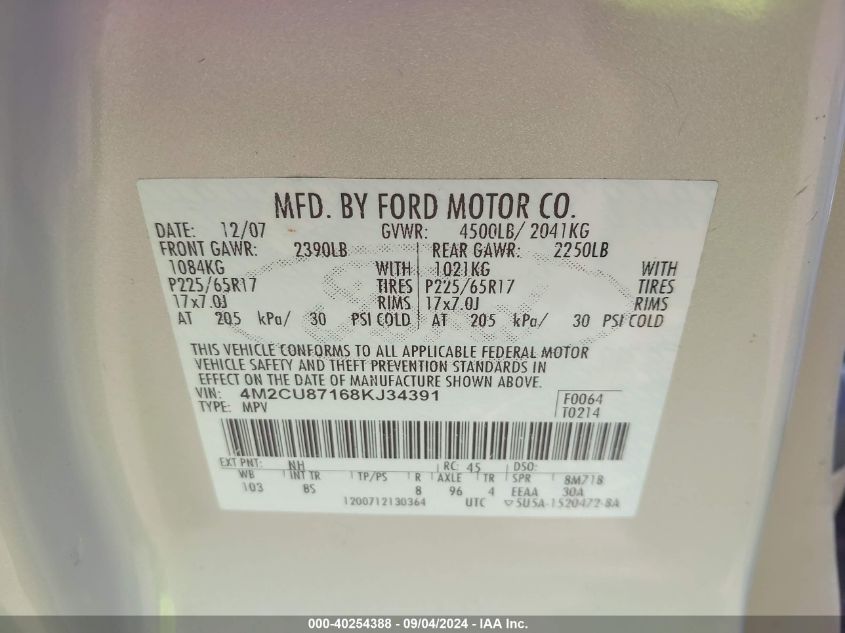 MFD. BY FORD MOTOR CO.
DATE: 12/07 GVWR: 4500LB/ 2041KG
FRONT GAWR: 2390LB REAR GAWR: 2250LB
1084KG WITH 1021KG WITH
P225/65R17 TIRES P225/65R17 TIRES
17x7.0J RIMS 17x7.0J RIMS
AT 205 kPa/ 30 PSI COLD AT 205 kPa/ 30 PSI COLD
THIS VEHICLE CONFORMS TO ALL APPLICABLE FEDERAL MOTOR
VEHICLE SAFETY AND THEFT PREVENTION STANDARDS IN
EFFECT ON THE DATE OF MANUFACTURE SHOWN ABOVE.
VIN: 4M2CU87168KJ34391 F0064
TYPE: MPV T0214
EXT PNT: NH RC: 45 DSO:
WB INT TR TP/PS R AXLE TR SPR 8M718
103 8S 8 96 4 EEAA 30A
1200712130364 UTC ▽5U5A-1520472-BA
000-40254388 - 09/04/2024 - IAA Inc.